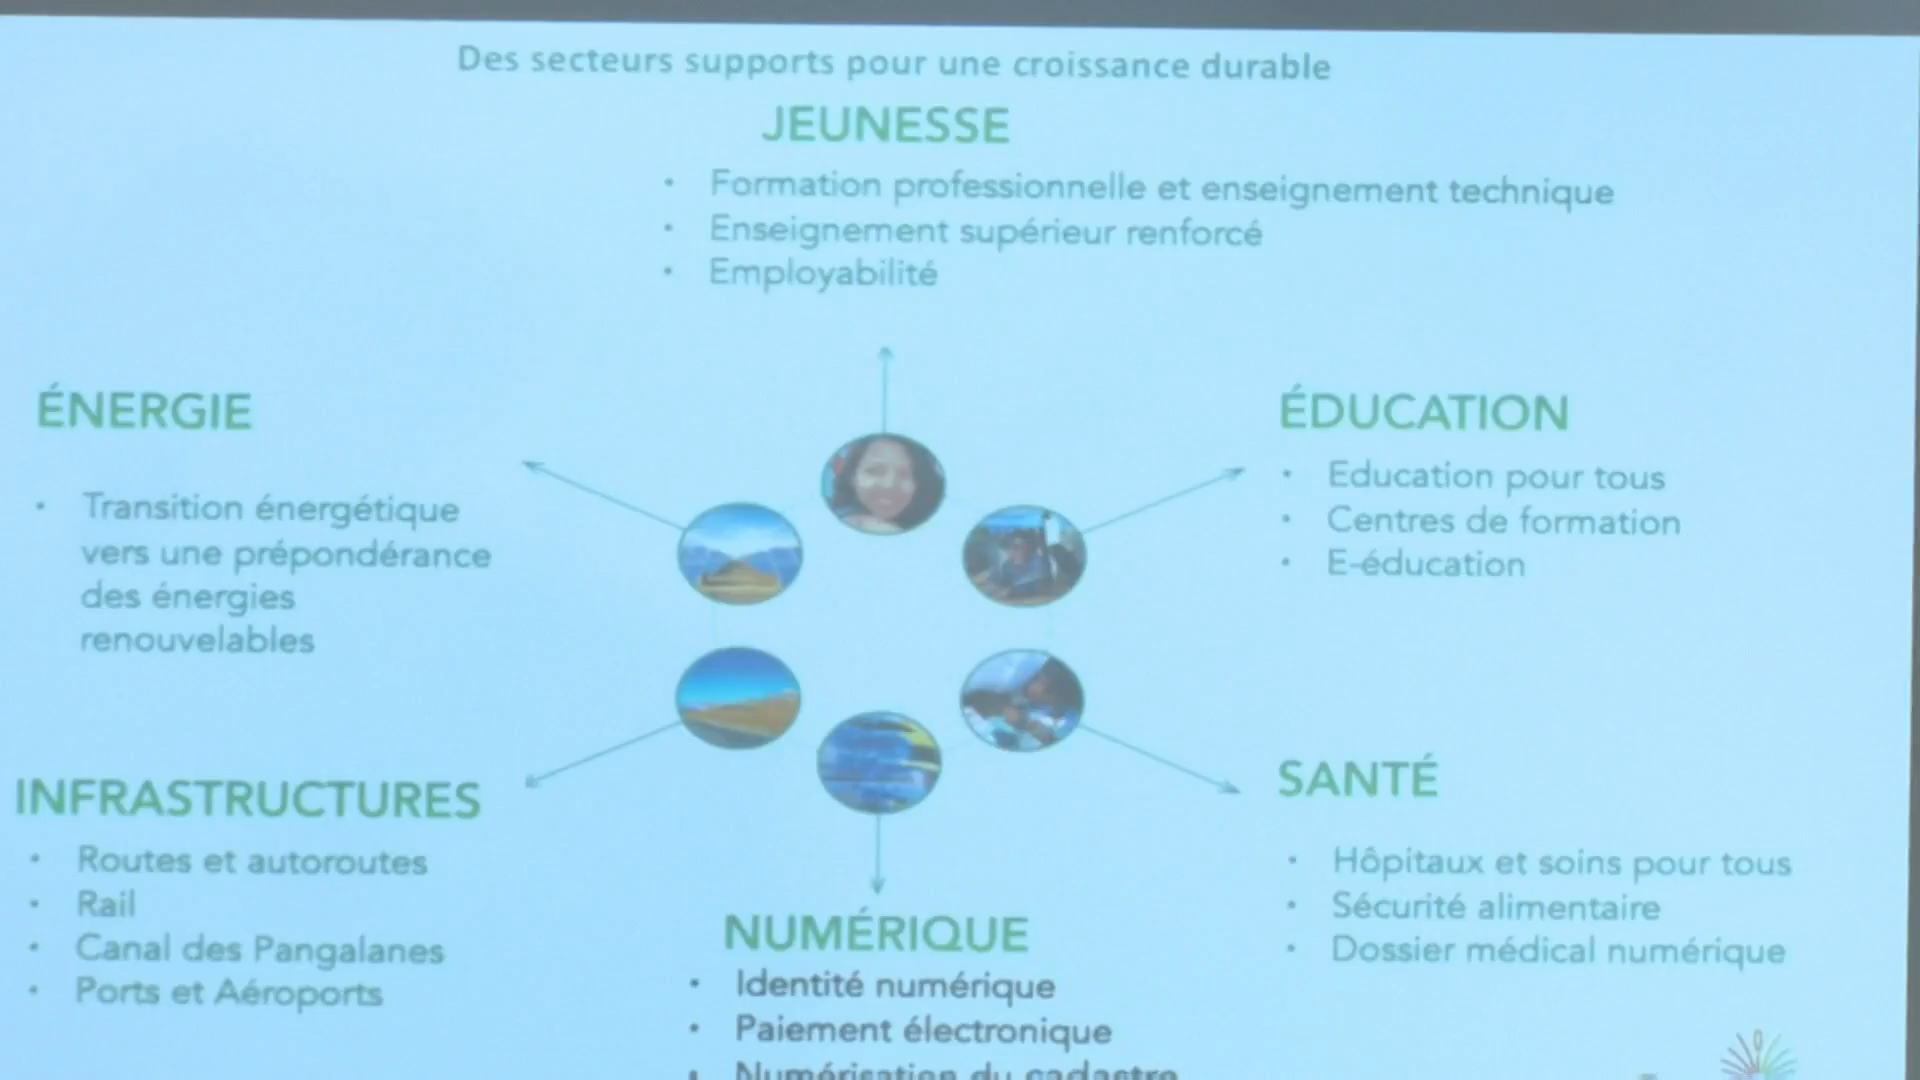 Des secteurs supports pour une croissance durable
JEUNESSE
• Formation professionnelle et enseignement technique
• Enseignement supérieur renforcé
• Employabilité
ÉNERGIE
• Transition énergétique
vers une prépondérance
des énergies
renouvelables
ÉDUCATION
• Education pour tous
• Centres de formation
• E-éducation
INFRASTRUCTURES
• Routes et autoroutes
• Rail
• Canal des Pangalanes
• Ports et Aéroports
SANTÉ
• Hôpitaux et soins pour tous
• Sécurité alimentaire
• Dossier médical numérique
NUMÉRIQUE
• Identité numérique
• Paiement électronique
• Numérisation du cadastre